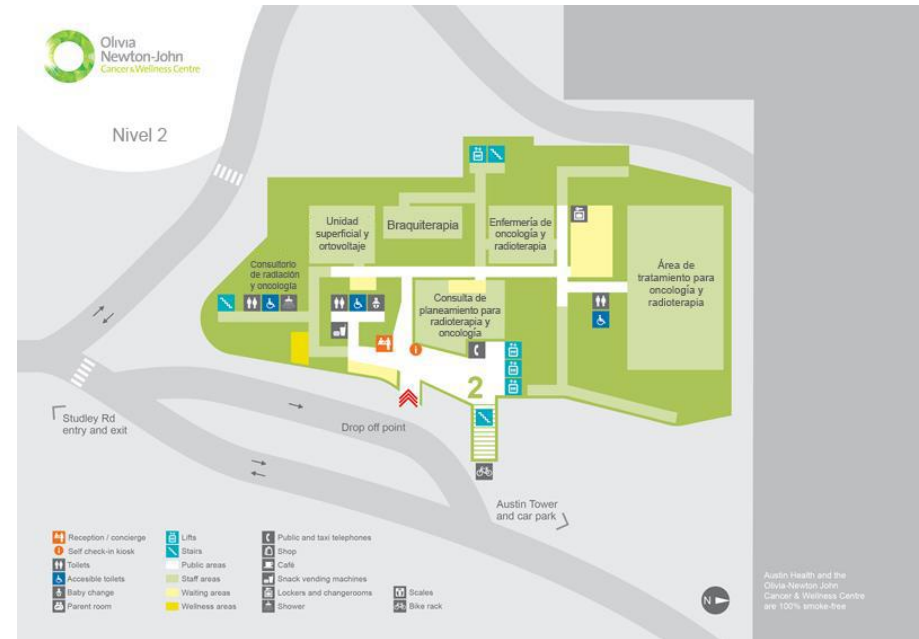 Olivia
Newton-John
Cancer & Wellness Centre
Nivel 2
Unidad
superficial y
ortovoltaje
Braquiterapia
Enfermería de
oncología y
radioterapia
Consultorio
de radiación
y oncología
Consulta de
planeamiento para
radioterapia y
oncología
Área de
tratamiento para
oncología y
radioterapia
i
2
Studley Rd
entry and exit
Drop off point
Austin Tower
and car park
Reception / concierge
i Self check-in kiosk
Toilets
Accesible toilets
Baby change
Parent room
Lifts
Stairs
Public areas
Staff areas
Waiting areas
Wellness areas
Public and taxi telephones
Shop
Café
Snack vending machines
Lockers and changerooms
Shower
Scales
Bike rack
N
Austin Health and the
Olivia-Newton John
Cancer & Wellness Centre
are 100% smoke-free